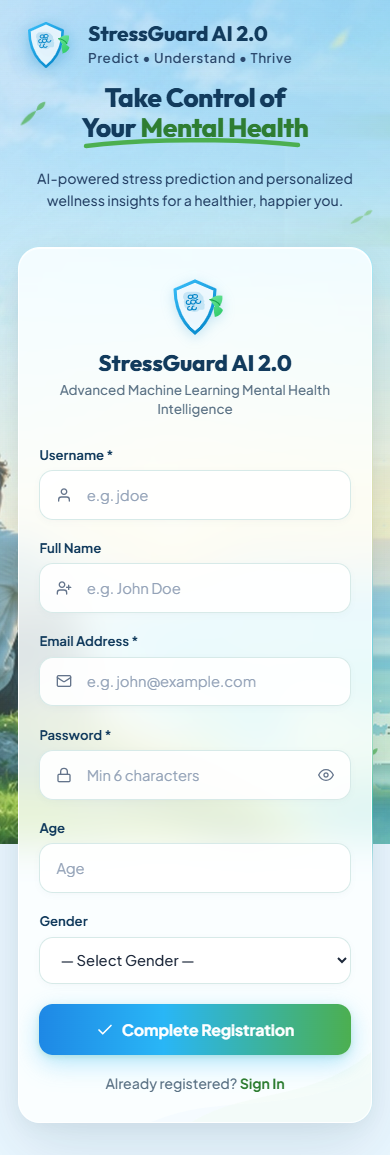 StressGuard AI 2.0
Predict • Understand • Thrive
Take Control of
Your Mental Health
AI-powered stress prediction and personalized
wellness insights for a healthier, happier you.
StressGuard AI 2.0
Advanced Machine Learning Mental Health
Intelligence
Username *
e.g. jdoe
Full Name
e.g. John Doe
Email Address *
e.g. john@example.com
Password *
Min 6 characters
Age
Age
Gender
— Select Gender —
Complete Registration
Already registered? Sign In